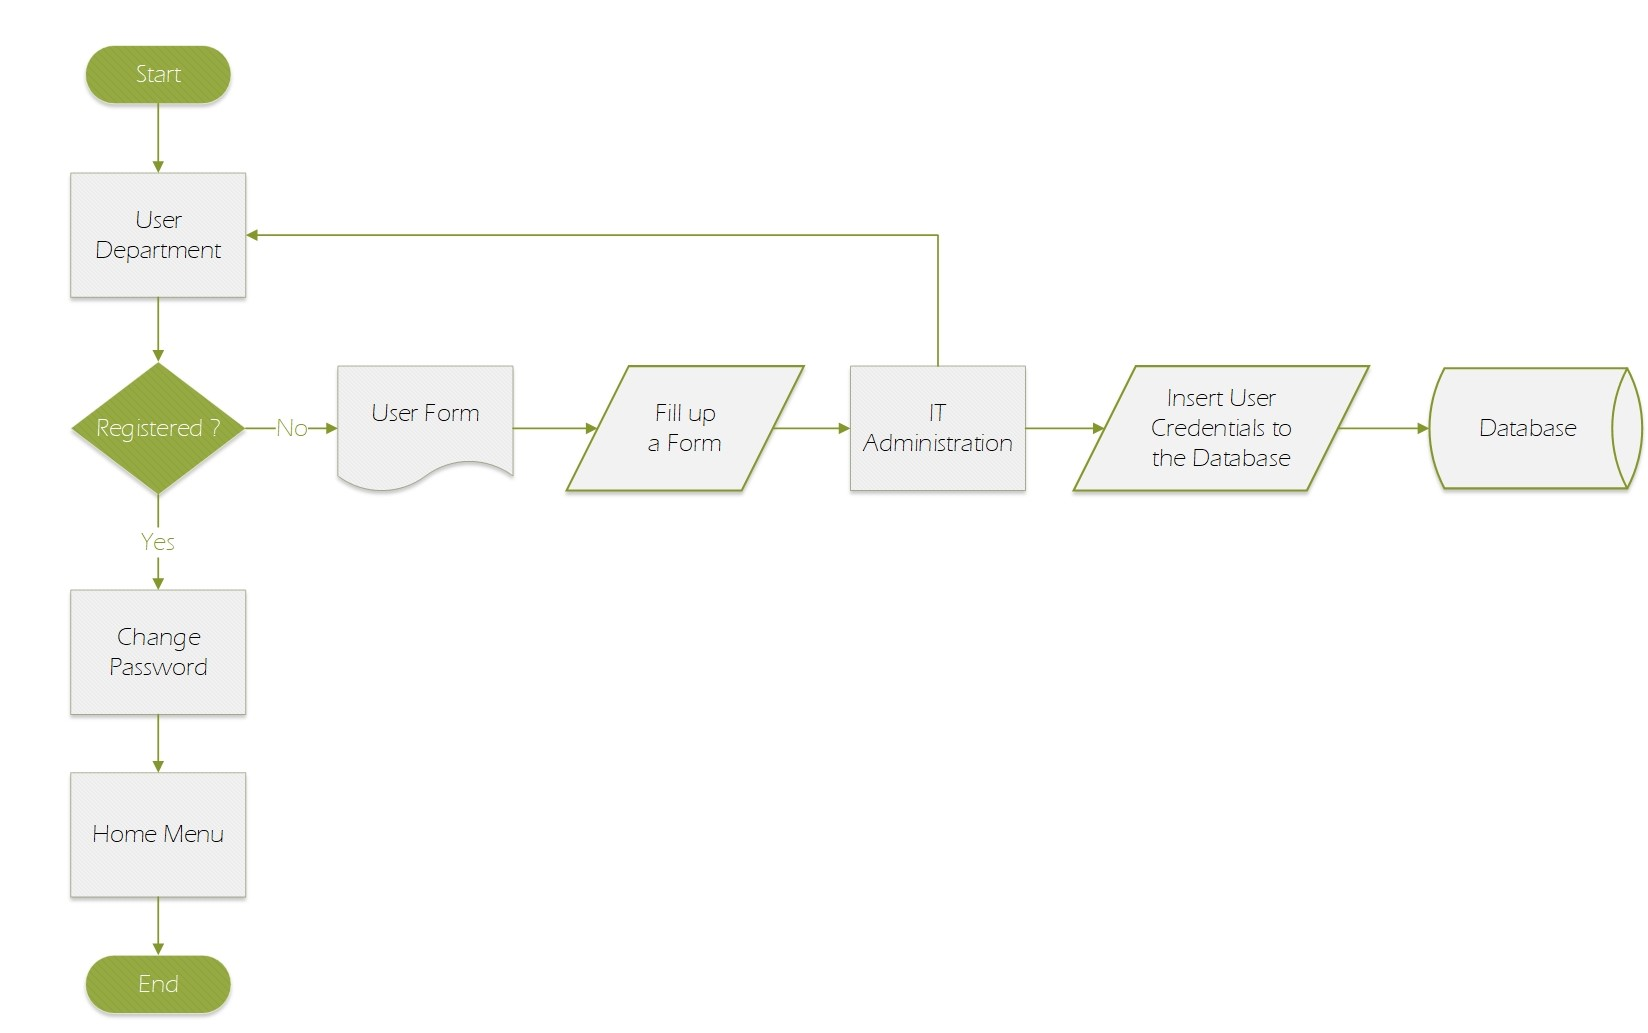 Start
User
Department
Registered ?
No
User Form
Fill up
a Form
IT
Administration
Insert User
Credentials to
the Database
Database
Yes
Change
Password
Home Menu
End